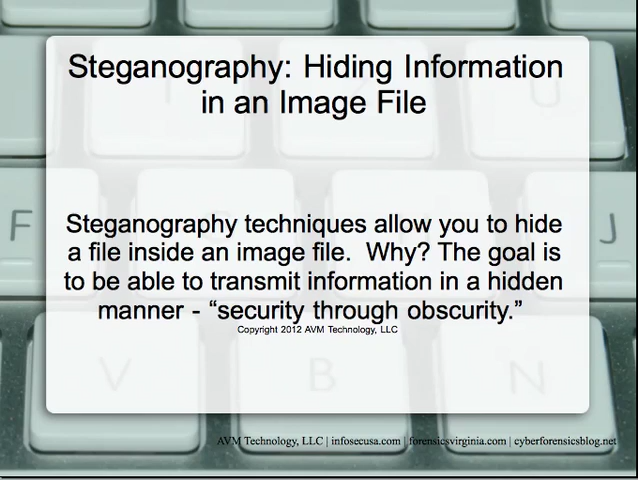 Steganography: Hiding Information
in an Image File
Steganography techniques allow you to hide
a file inside an image file.  Why? The goal is
to be able to transmit information in a hidden
manner - “security through obscurity.”
Copyright 2012 AVM Technology, LLC
F
J
V
B
N
U
AVM Technology, LLC | infosecusa.com | forensicsvirginia.com | cyberforensicsblog.net